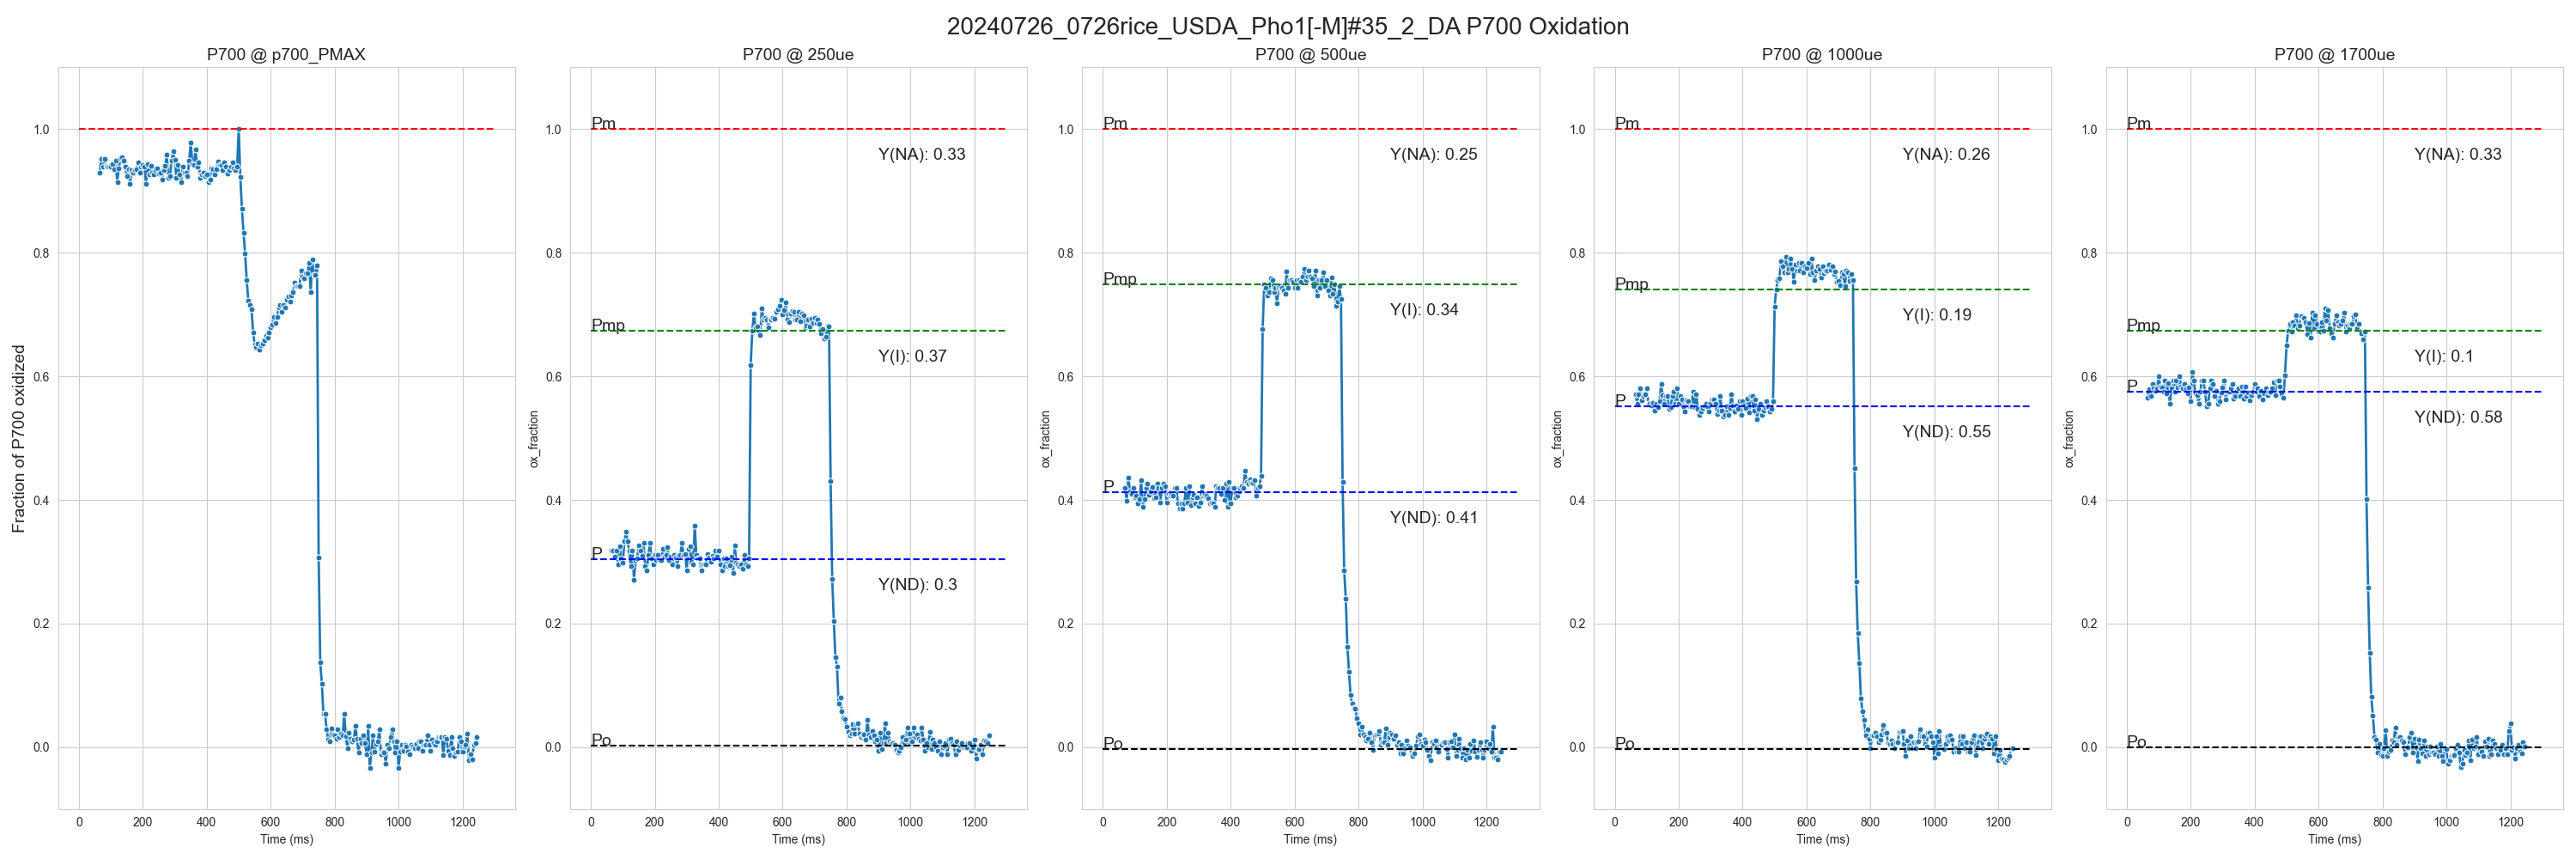 20240726_0726rice_USDA_Pho1[-M]#35_2_DA P700 Oxidation
P700 @ p700_PMAX
Fraction of P700 oxidized
1.0
0.8
0.6
0.4
0.2
0.0
0 200 400 600 800 1000 1200
Time (ms)
P700 @ 250ue
ox_fraction
1.0
0.8
0.6
0.4
0.2
0.0
Pm
Y(NA): 0.33
Pmp
Y(I): 0.37
P
Y(ND): 0.3
Po
0 200 400 600 800 1000 1200
Time (ms)
P700 @ 500ue
ox_fraction
1.0
0.8
0.6
0.4
0.2
0.0
Pm
Y(NA): 0.25
Pmp
Y(I): 0.34
P
Y(ND): 0.41
Po
0 200 400 600 800 1000 1200
Time (ms)
P700 @ 1000ue
ox_fraction
1.0
0.8
0.6
0.4
0.2
0.0
Pm
Y(NA): 0.26
Pmp
Y(I): 0.19
P
Y(ND): 0.55
Po
0 200 400 600 800 1000 1200
Time (ms)
P700 @ 1700ue
ox_fraction
1.0
0.8
0.6
0.4
0.2
0.0
Pm
Y(NA): 0.33
Pmp
Y(I): 0.1
P
Y(ND): 0.58
Po
0 200 400 600 800 1000 1200
Time (ms)